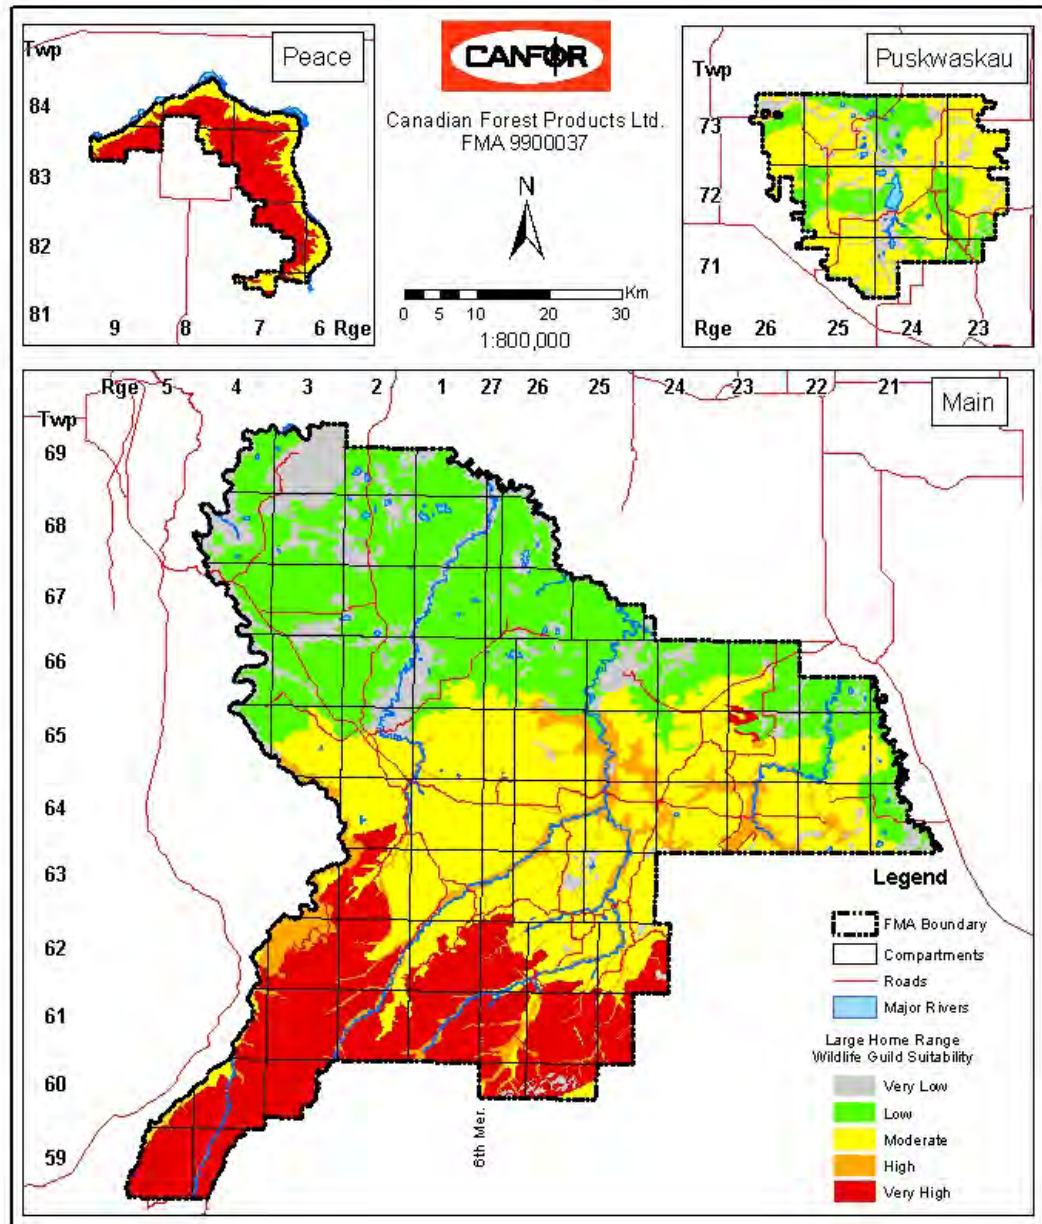 Twp
Peace
84
83
82
81
9 8 7 6 Rge
CANFOR
Canadian Forest Products Ltd.
FMA 9900037
N
Km
0 5 10 20 30
1:800,000
Puskwaskau
Twp
73
72
71
Rge 26 25 24 23
Rge 5 4 3 2 1 27 26 25 24 23 22 21
Main
Twp
69
68
67
66
65
64
63
62
61
60
59
6th Mer.
Legend
FMA Boundary
Compartments
Roads
Major Rivers
Large Home Range
Wildlife Guild Suitability
Very Low
Low
Moderate
High
Very High